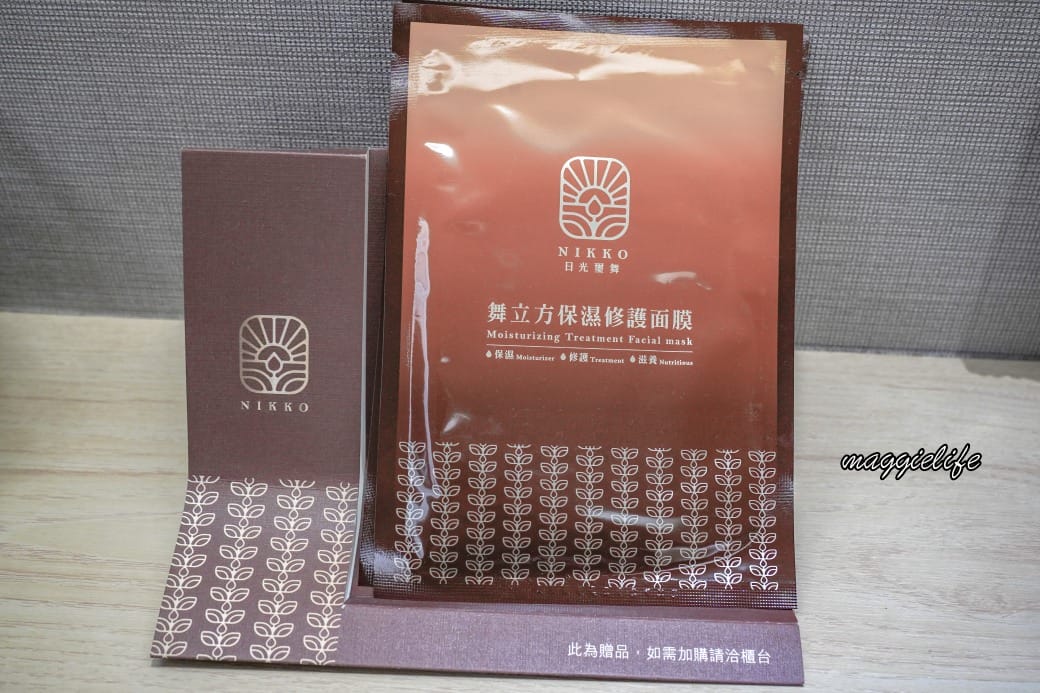 NIKKO
日光麗舞
舞立方保濕修護面膜
Moisturizing Treatment Facial mask
保濕 Moisturizer 修護 Treatment 滋養 Nutritious
NIKKO
maggielife
此為贈品，如需加購請洽櫃台